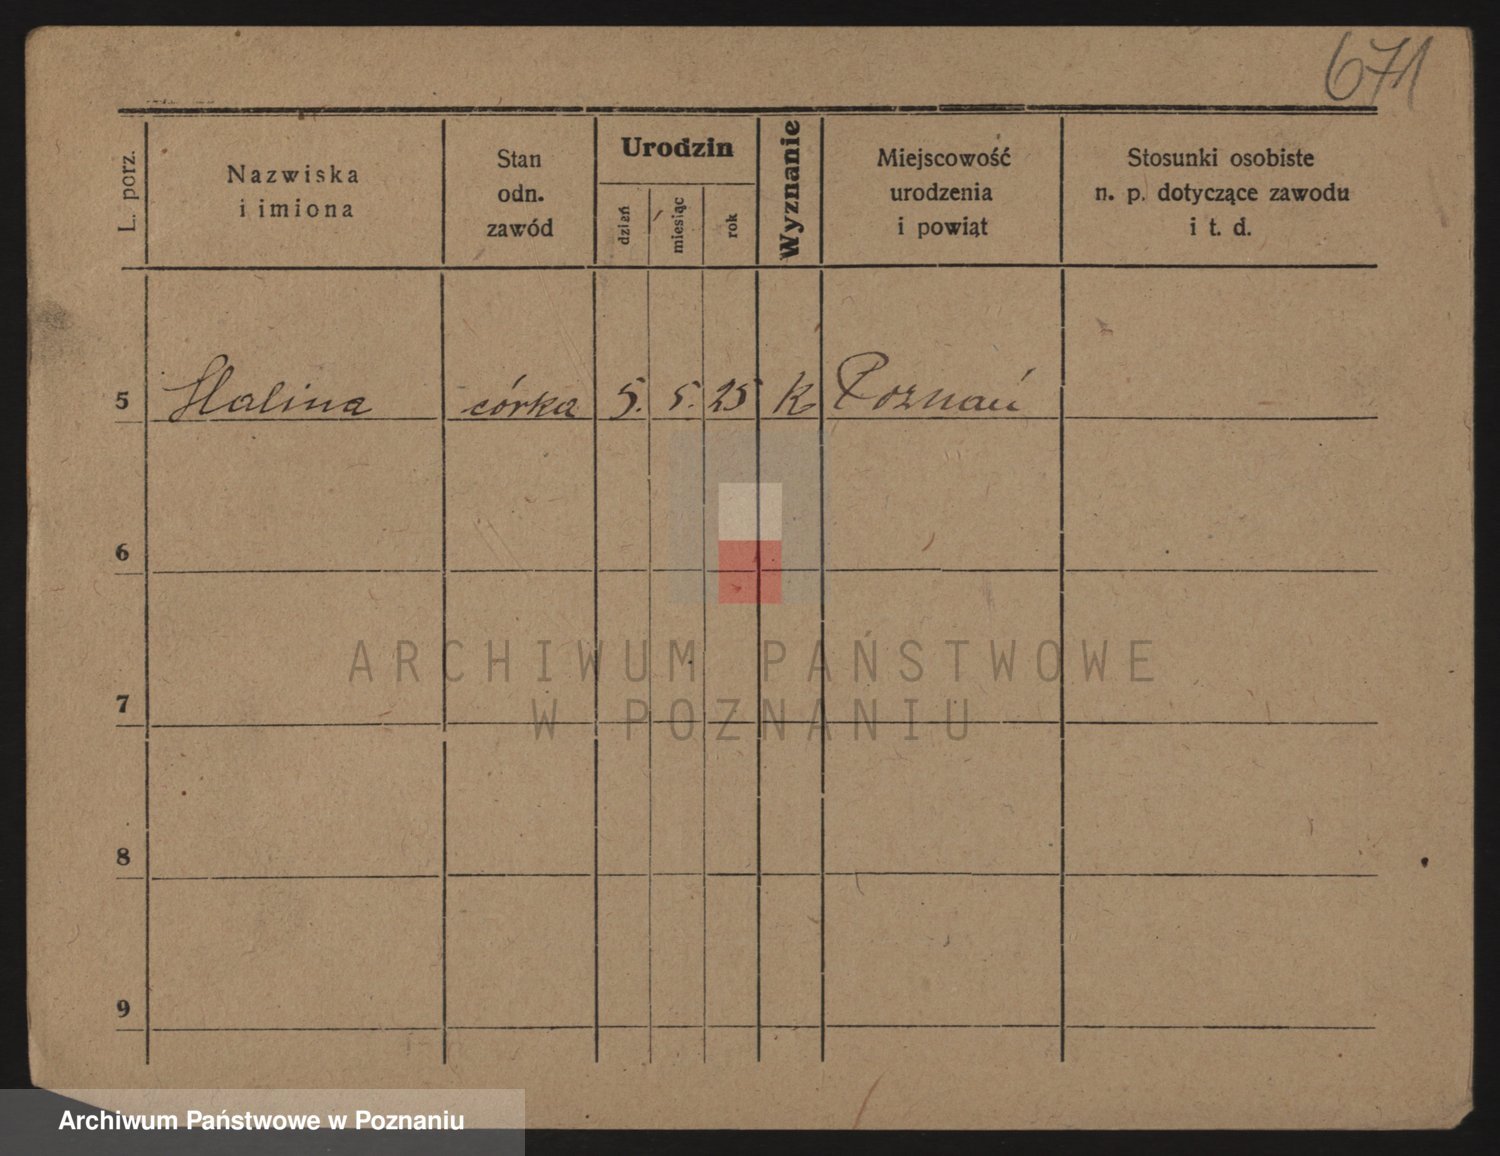 671
L. porz.
Nazwiska
i imiona
Stan
odn.
zawód
Urodzin
dzień
miesiąc
rok
Wyznanie
Miejscowość
urodzenia
i powiąt
Stosunki osobiste
n. p. dotyczące zawodu
i t. d.
5 Halina córka 5. 5. 25 K Poznań
6
ARCHIWUM PAŃSTWOWE
7
W POZNANIU
8
9
Archiwum Państwowe w Poznaniu